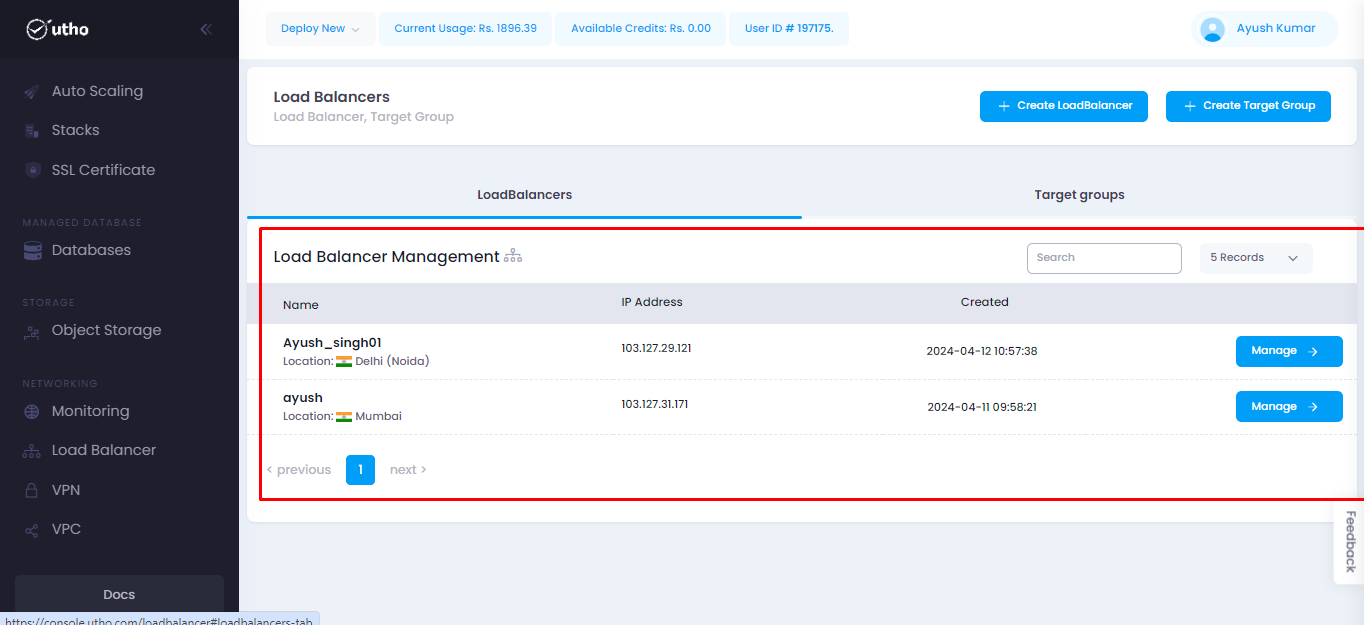 utho
Deploy New
Current Usage: Rs. 1896.39
Available Credits: Rs. 0.00
User ID # 197175.
Ayush Kumar
Auto Scaling
Stacks
SSL Certificate
MANAGED DATABASE
Databases
STORAGE
Object Storage
NETWORKING
Monitoring
Load Balancer
VPN
VPC
Docs
https://console.utho.com/loadbalancer#loadbalancers-tab
Load Balancers
Load Balancer, Target Group
+ Create LoadBalancer
+ Create Target Group
LoadBalancers
Target groups
Load Balancer Management
Search
5 Records
Name IP Address Created
Ayush_singh01
Location: Delhi (Noida)
103.127.29.121
2024-04-12 10:57:38
Manage →
ayush
Location: Mumbai
103.127.31.171
2024-04-11 09:58:21
Manage →
< previous 1 next >
Feedback